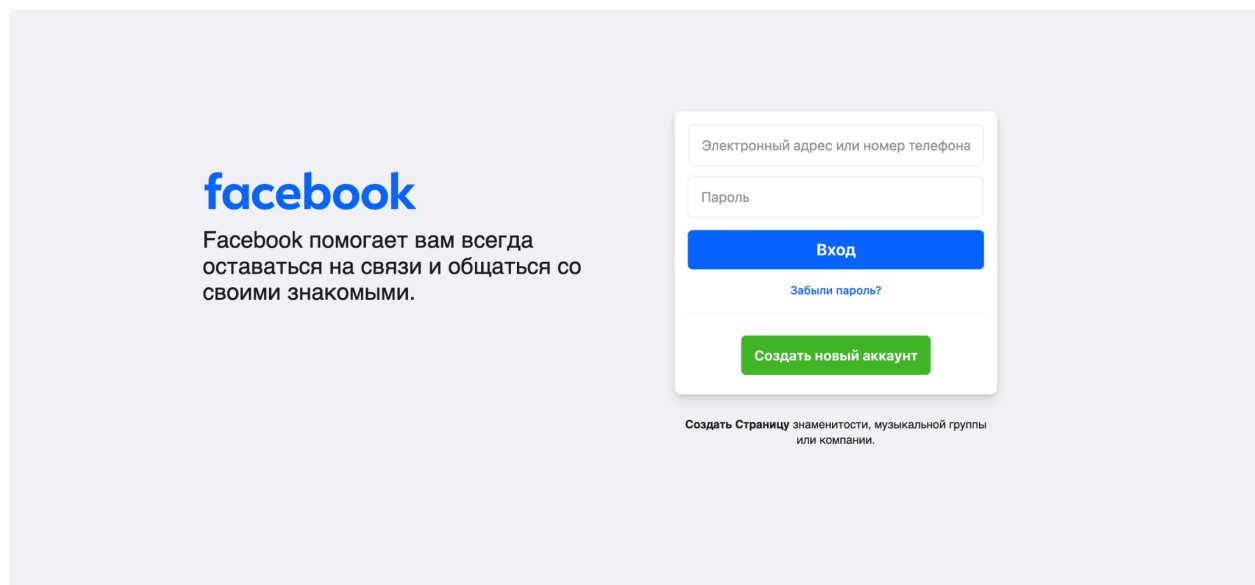 facebook
Facebook помогает вам всегда
оставаться на связи и общаться со
своими знакомыми.
Электронный адрес или номер телефона
Пароль
Вход
Забыли пароль?
Создать новый аккаунт
Создать Страницу знаменитости, музыкальной группы
или компании.